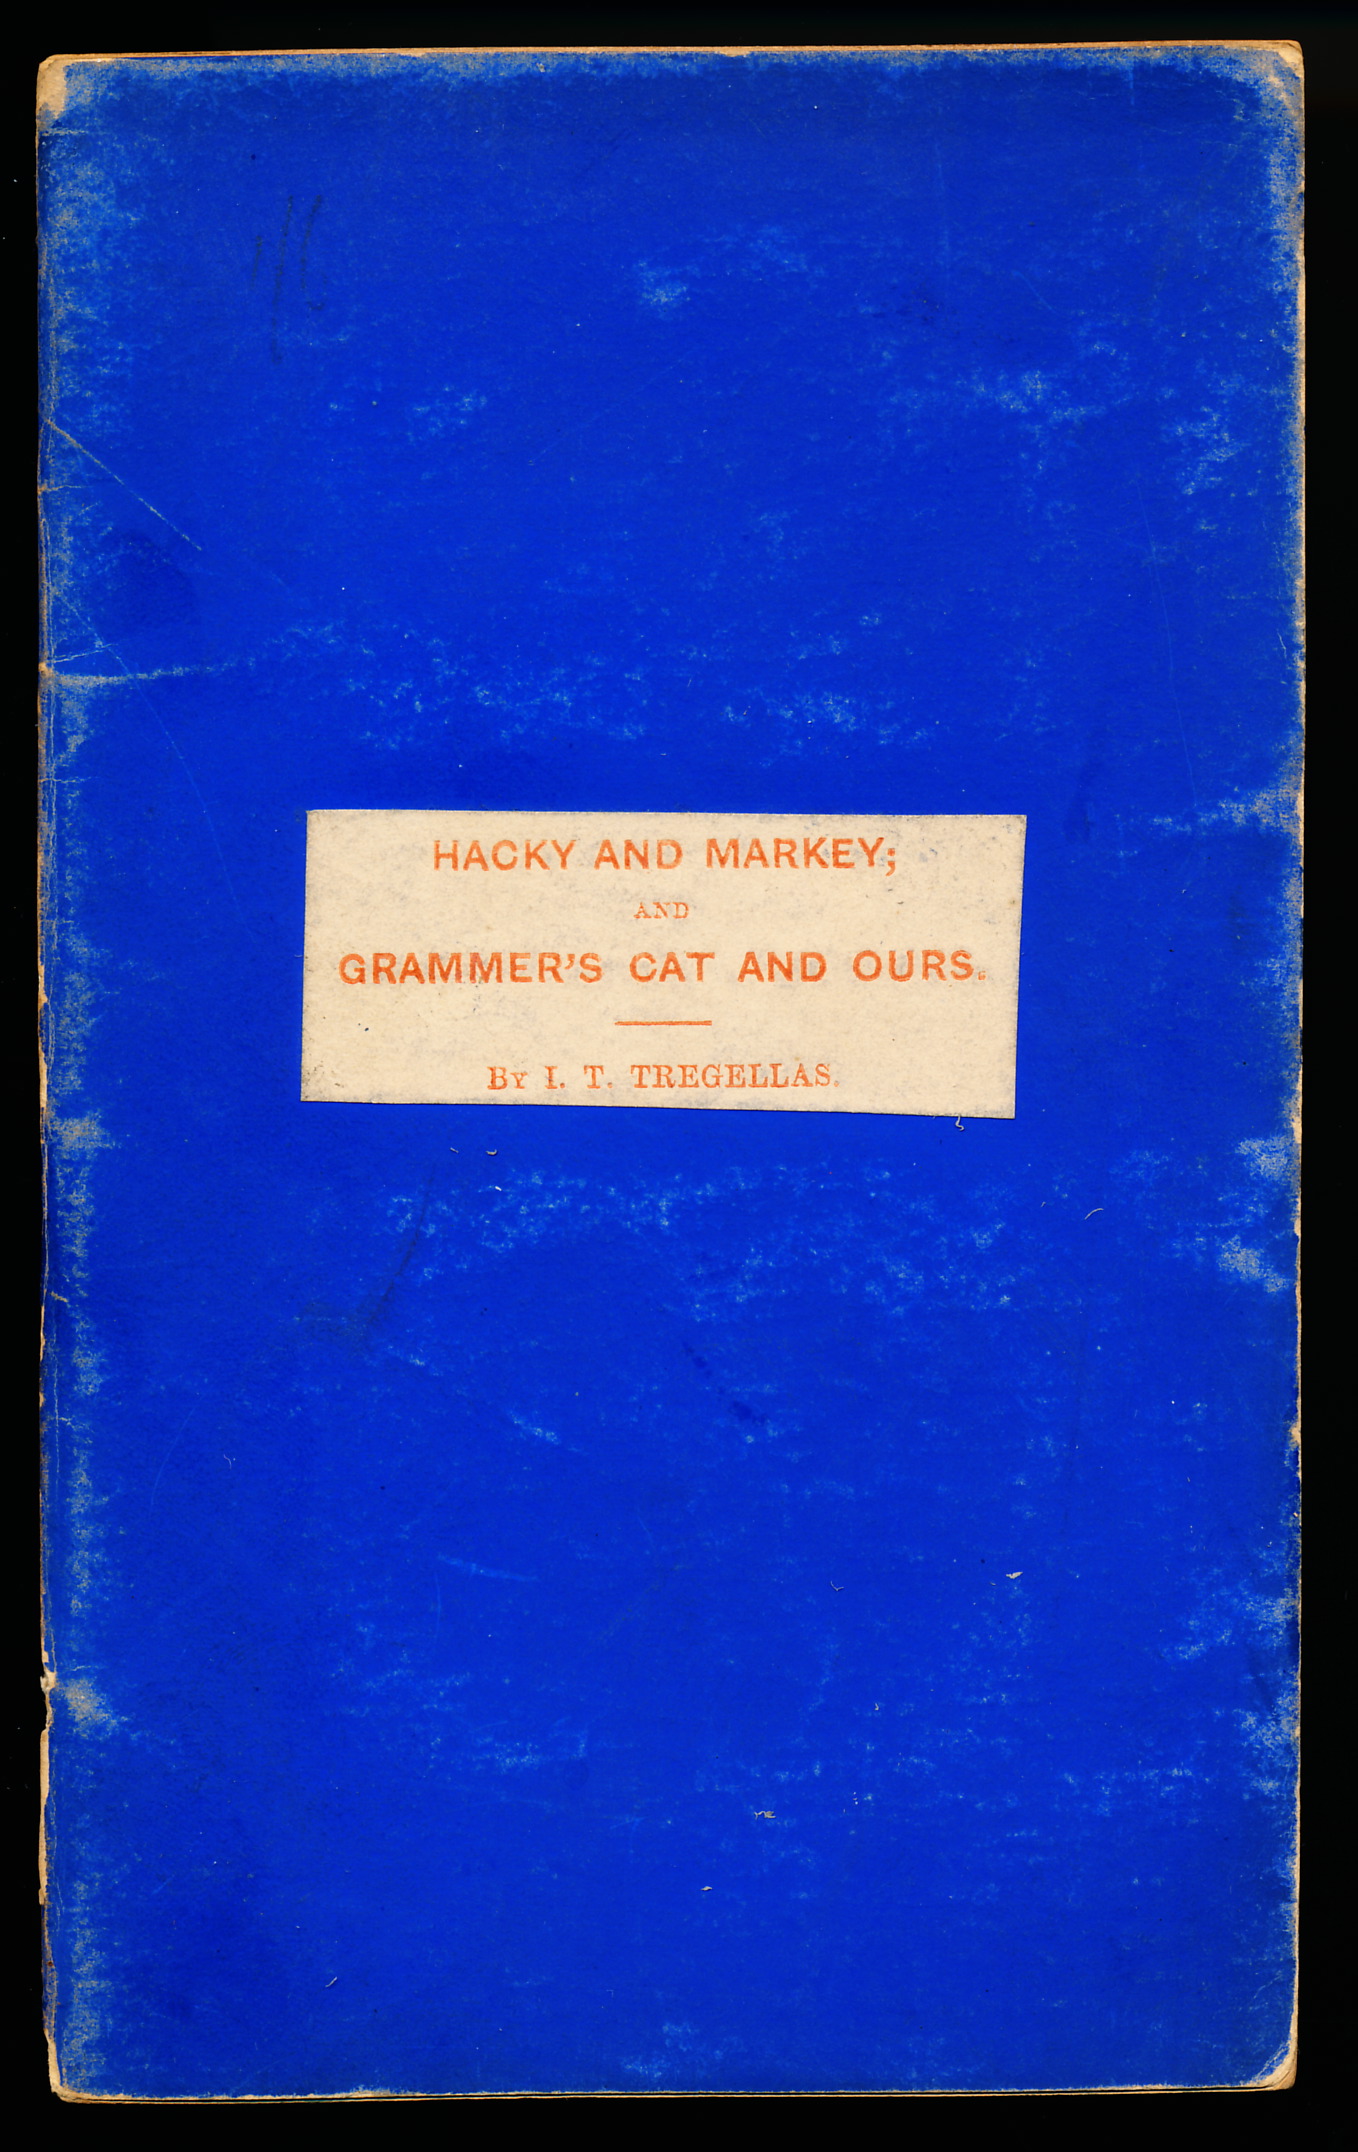 HACKY AND MARKEY;
AND
GRAMMER'S CAT AND OURS.
BY I. T. TREGELLAS.